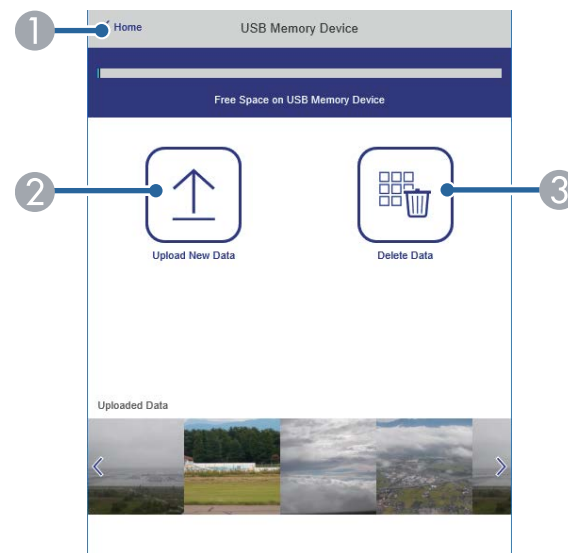 1
Home
USB Memory Device
Free Space on USB Memory Device
2
3
Upload New Data
Delete Data
Uploaded Data